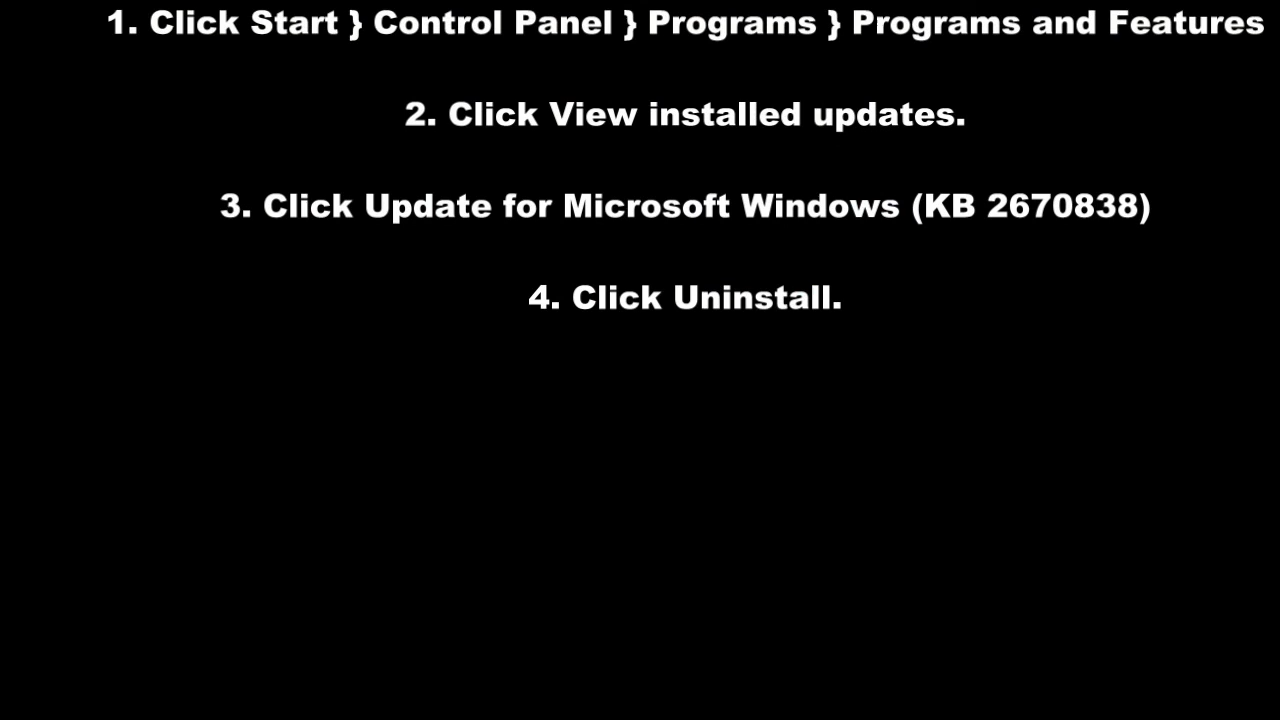 1. Click Start } Control Panel } Programs } Programs and Features
2. Click View installed updates.
3. Click Update for Microsoft Windows (KB 2670838)
4. Click Uninstall.